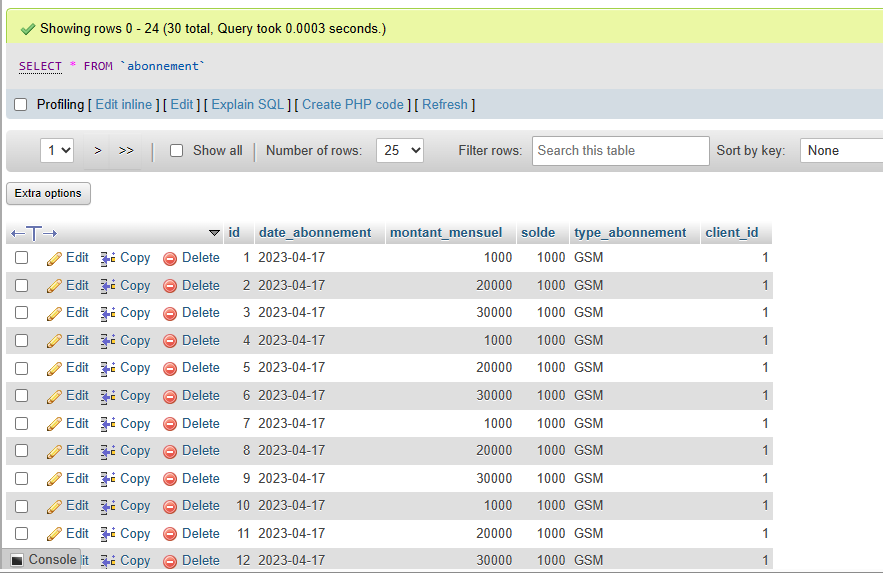 Showing rows 0 - 24 (30 total, Query took 0.0003 seconds.)
SELECT * FROM `abonnement`
Profiling [ Edit inline ] [ Edit ] [ Explain SQL ] [ Create PHP code ] [ Refresh ]
1 > >> Show all Number of rows: 25 Filter rows: Search this table Sort by key: None
Extra options
id date_abonnement montant_mensuel solde type_abonnement client_id
Edit Copy Delete 1 2023-04-17 1000 1000 GSM 1
Edit Copy Delete 2 2023-04-17 20000 1000 GSM 1
Edit Copy Delete 3 2023-04-17 30000 1000 GSM 1
Edit Copy Delete 4 2023-04-17 1000 1000 GSM 1
Edit Copy Delete 5 2023-04-17 20000 1000 GSM 1
Edit Copy Delete 6 2023-04-17 30000 1000 GSM 1
Edit Copy Delete 7 2023-04-17 1000 1000 GSM 1
Edit Copy Delete 8 2023-04-17 20000 1000 GSM 1
Edit Copy Delete 9 2023-04-17 30000 1000 GSM 1
Edit Copy Delete 10 2023-04-17 1000 1000 GSM 1
Edit Copy Delete 11 2023-04-17 20000 1000 GSM 1
Console it Copy Delete 12 2023-04-17 30000 1000 GSM 1